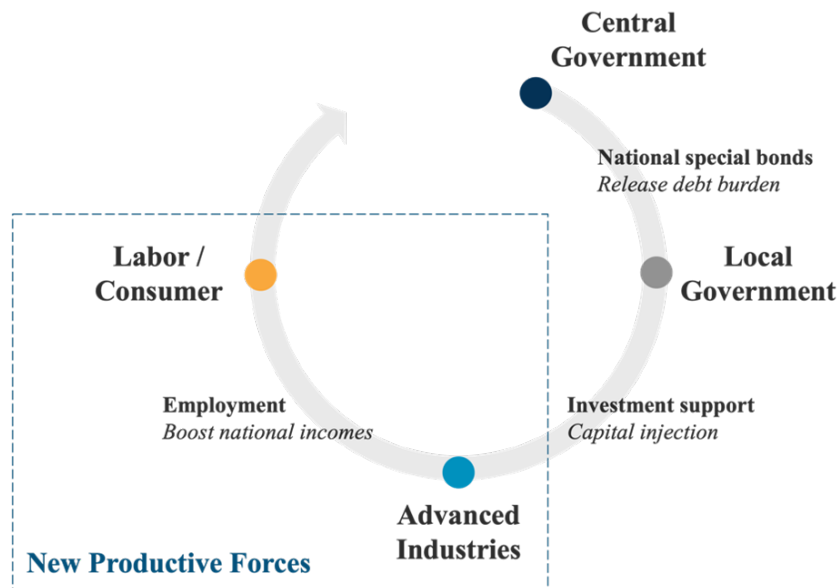 Central
Government
National special bonds
Release debt burden
Labor /
Consumer
Local
Government
Employment
Boost national incomes
Investment support
Capital injection
Advanced
Industries
New Productive Forces